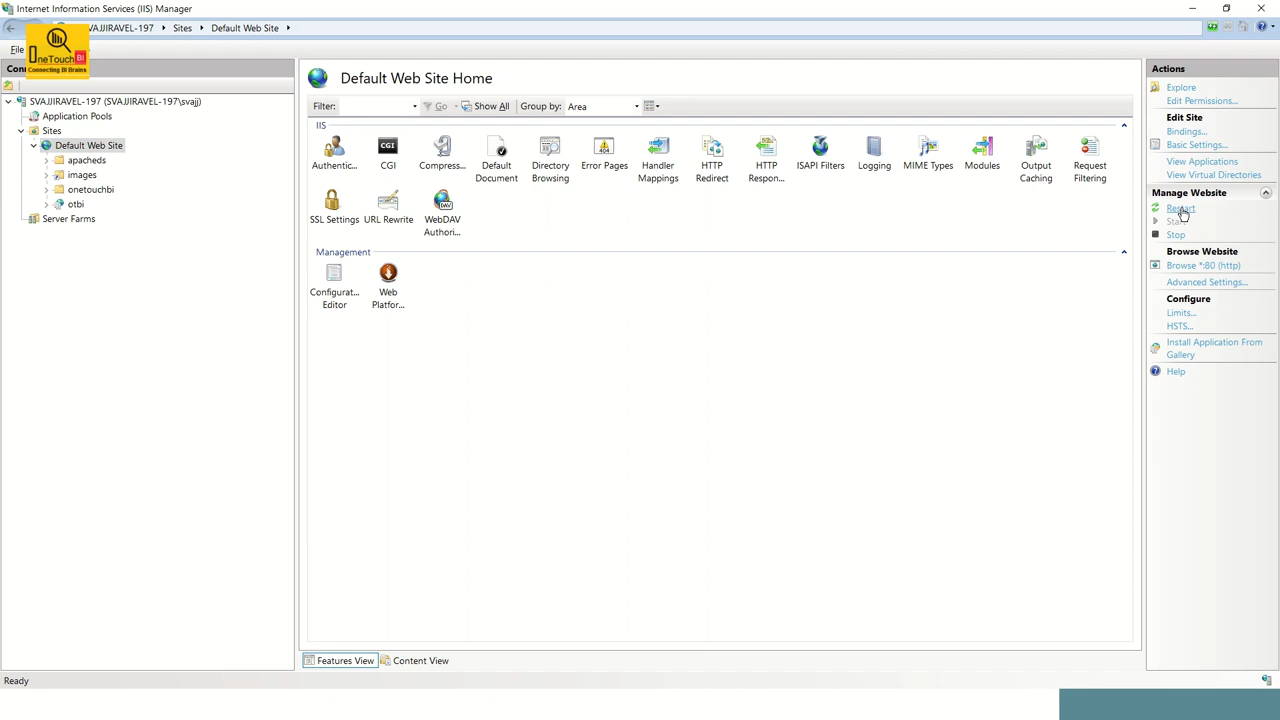 Internet Information Services (IIS) Manager
SVAJJIRAVEL-197
Sites
Default Web Site
File
OneTouch BI
Connecting BI Brains
SVAJJIRAVEL-197 (SVAJJIRAVEL-197\svajj)
Application Pools
Sites
Default Web Site
apacheds
images
onetouchbi
otbi
Server Farms
Default Web Site Home
Filter:
Go
Show All
Group by:
Area
IIS
Authentic...
CGI
Compress...
Default
Document
Directory
Browsing
Error Pages
Handler
Mappings
HTTP
Redirect
HTTP
Respon...
ISAPI Filters
Logging
MIME Types
Modules
Output
Caching
Request
Filtering
SSL Settings
URL Rewrite
WebDAV
Authori...
Management
Configurat...
Editor
Web
Platfor...
Features View
Content View
Ready
Actions
Explore
Edit Permissions...
Edit Site
Bindings...
Basic Settings...
View Applications
View Virtual Directories
Manage Website
Restart
Start
Stop
Browse Website
Browse *:80 (http)
Advanced Settings...
Configure
Limits...
HSTS...
Install Application From
Gallery
Help